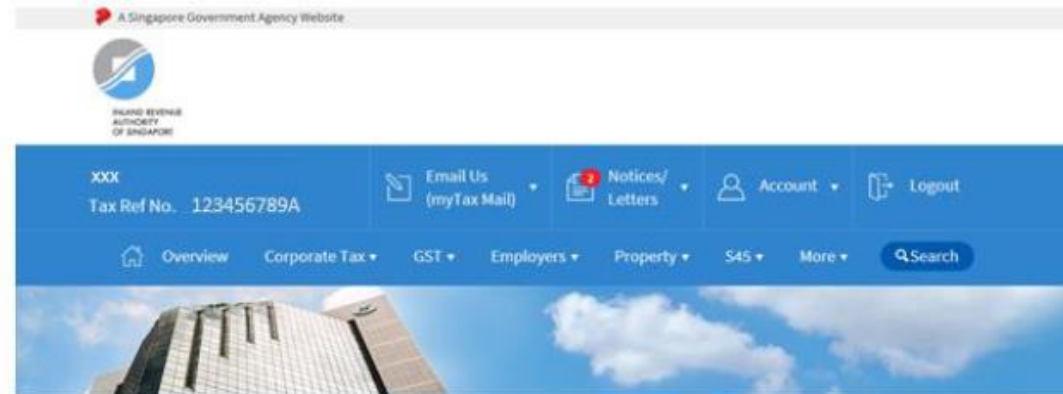 A Singapore Government Agency Website
INLAND REVENUE
AUTHORITY
OF SINGAPORE
xxx
Tax Ref No. 123456789A
Email Us
(myTax Mail)
2
Notices/
Letters
Account
Logout
Overview Corporate Tax GST Employers Property S45 More Search